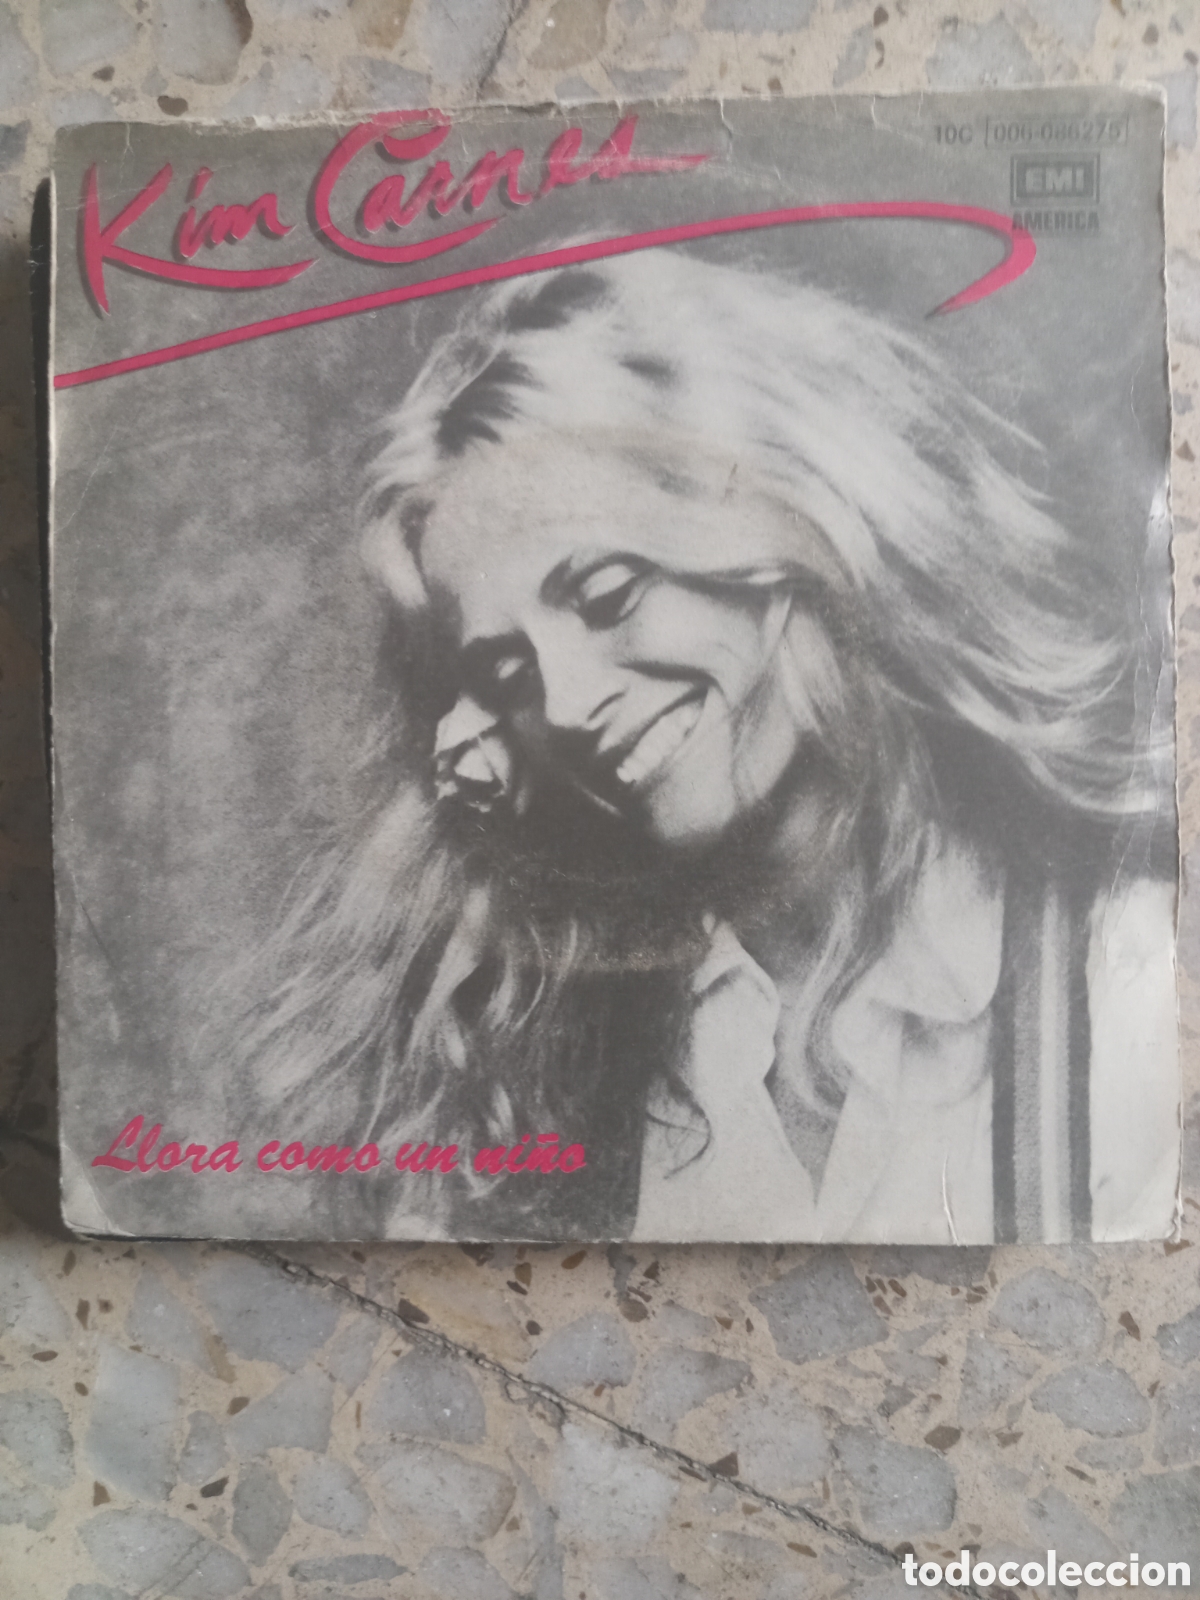 Kim Carnes
10C 006-086275
EMI
AMERICA
Llora como un niño
todocoleccion